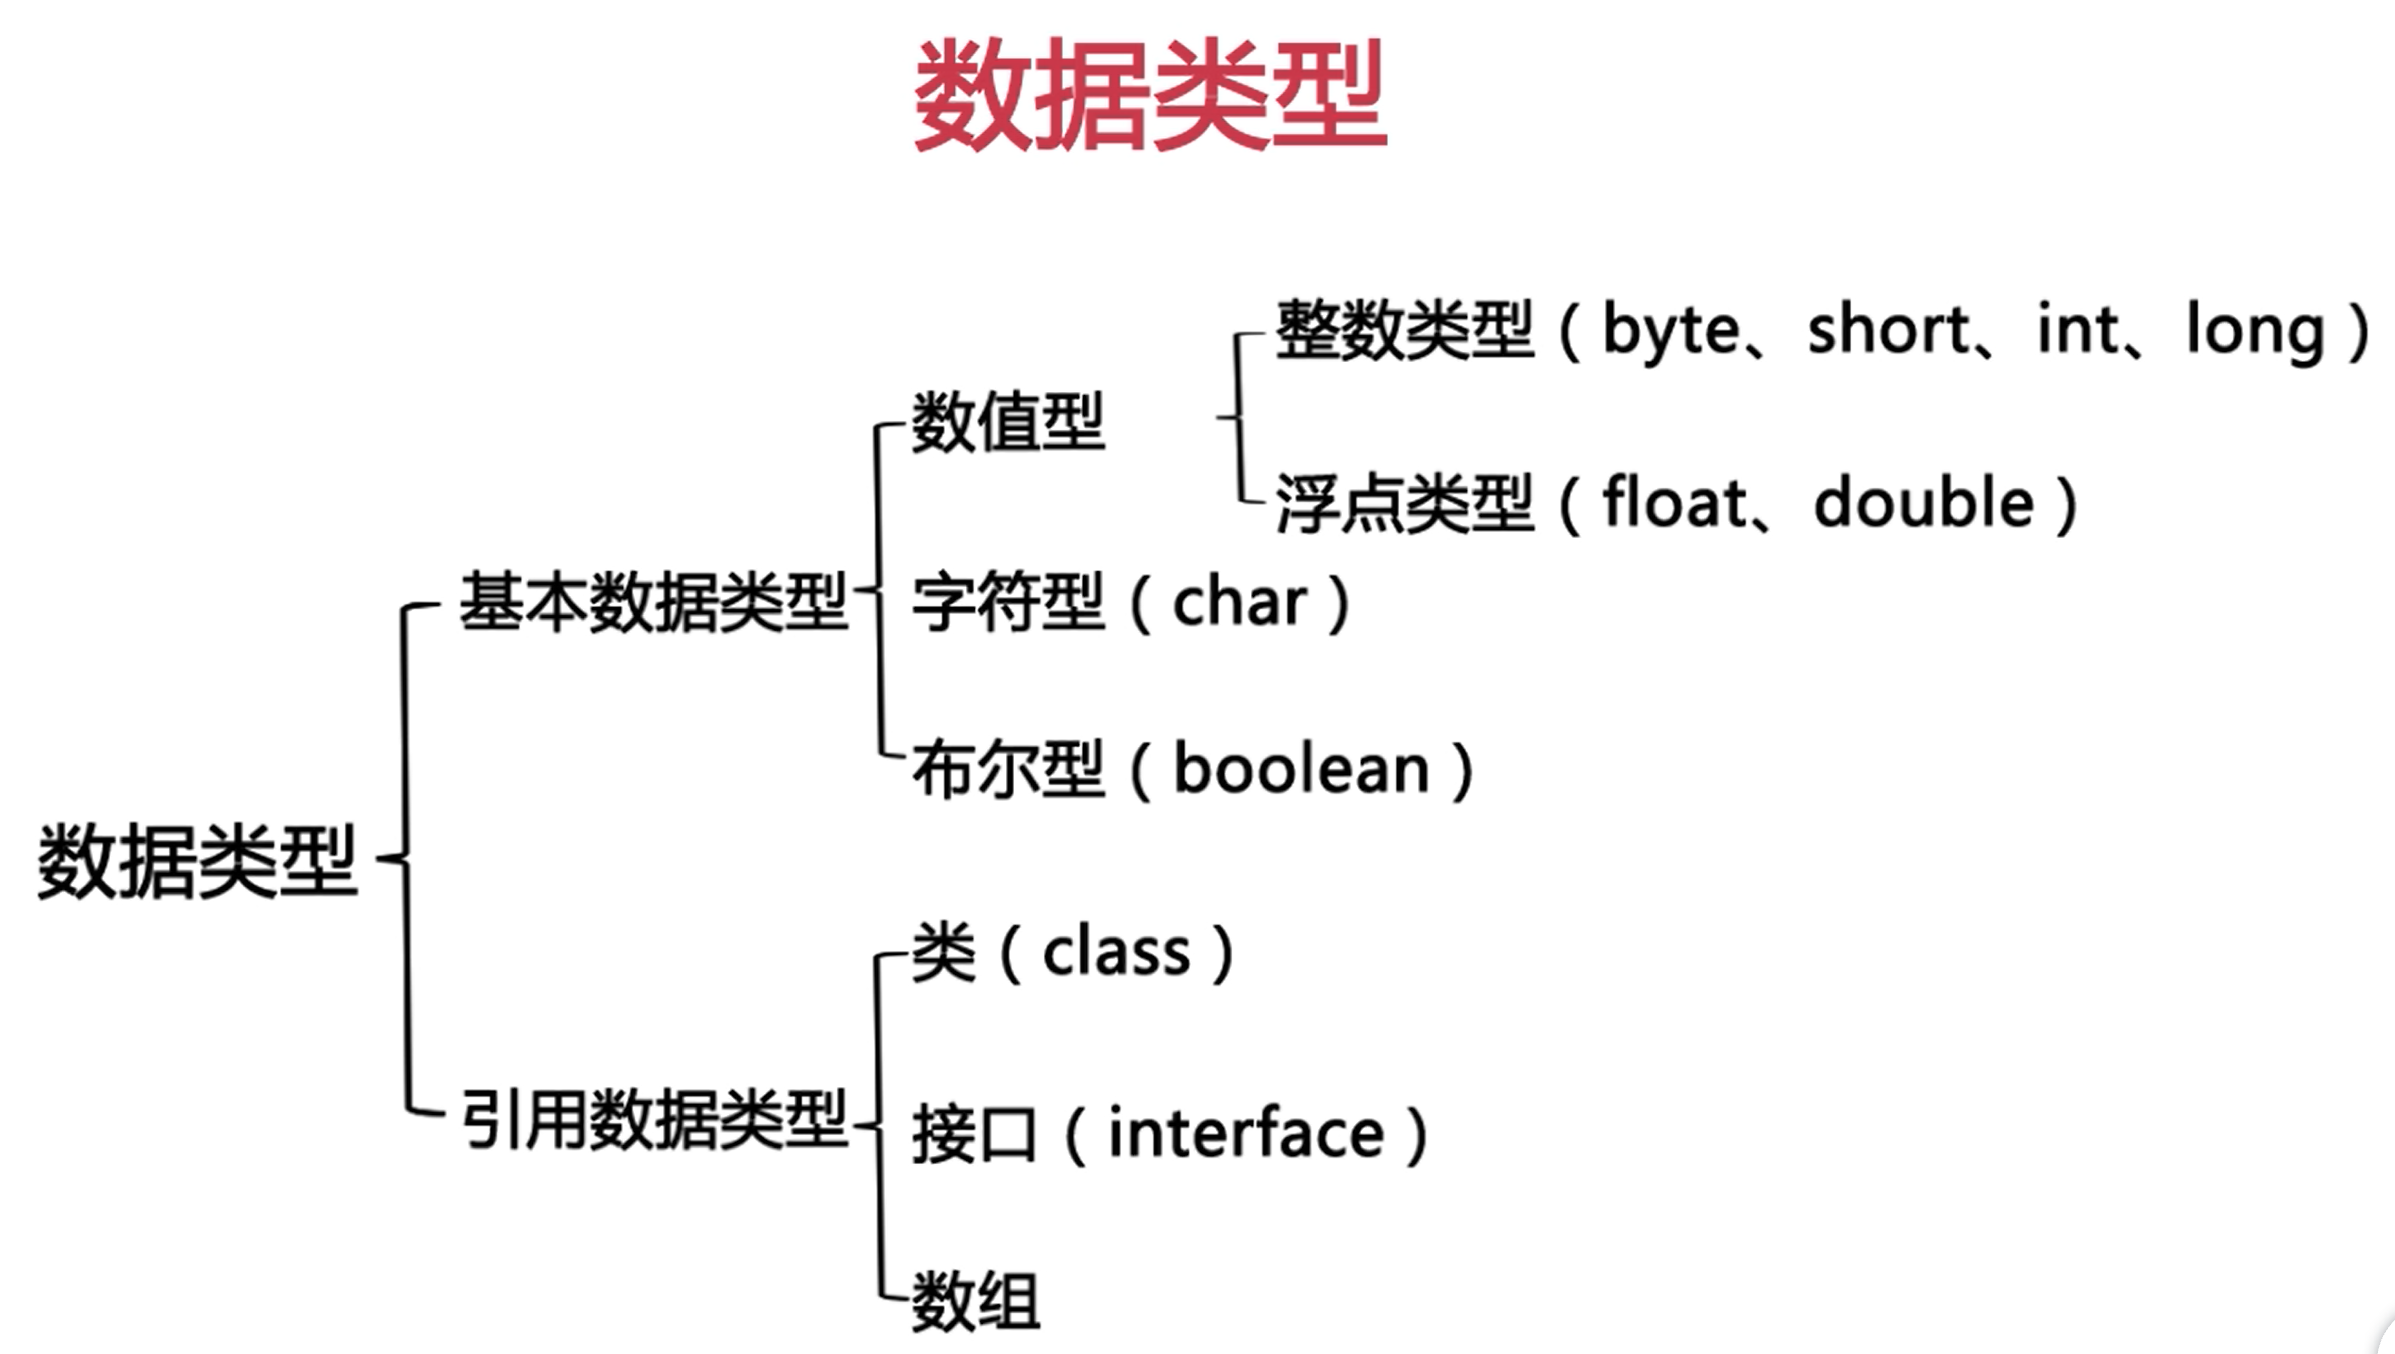 数据类型
整数类型（byte、short、int、long）
数值型
浮点类型（float、double）
基本数据类型
字符型（char）
布尔型（boolean）
数据类型
类（class）
引用数据类型
接口（interface）
数组